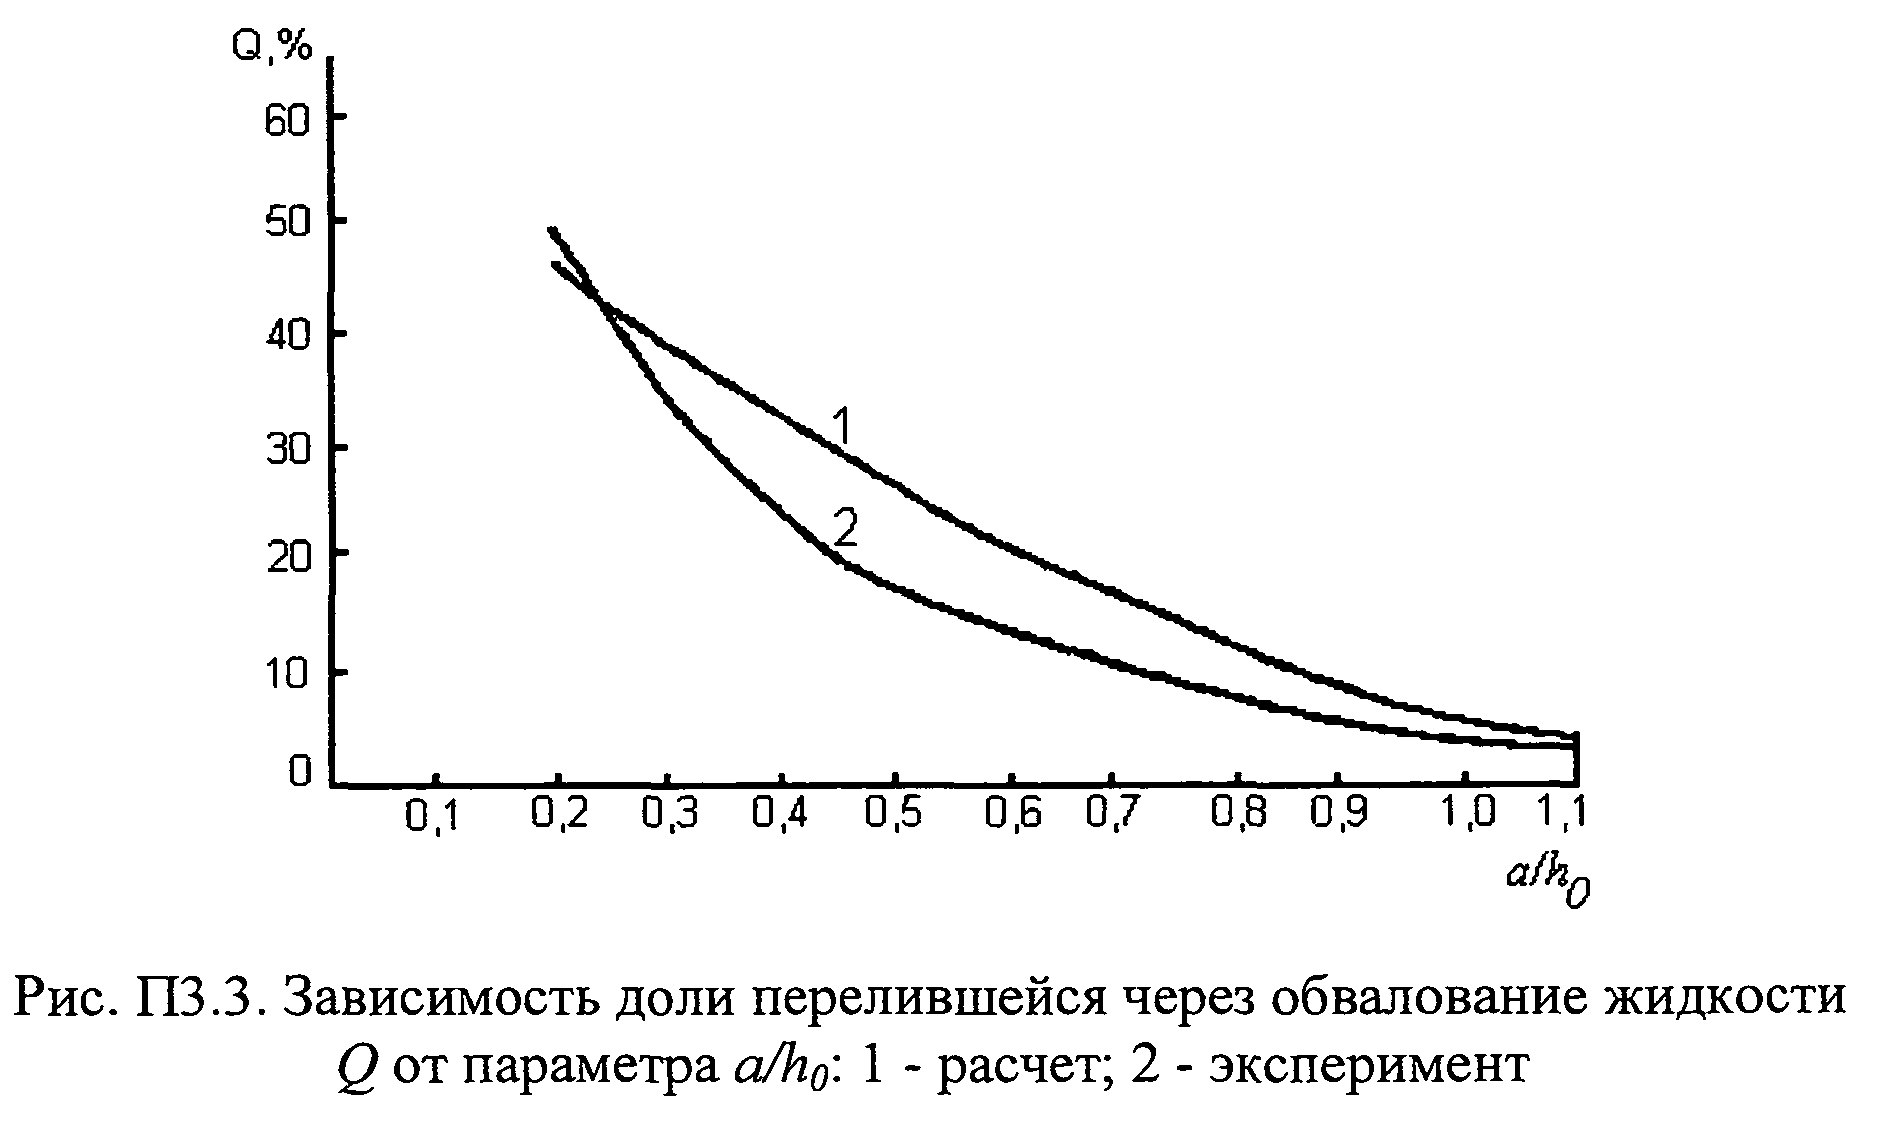 Q,%
60
50
40
30
20
10
0
1
2
0,1 0,2 0,3 0,4 0,5 0,6 0,7 0,8 0,9 1,0 1,1
a/h0
Рис. П3.3. Зависимость доли перелившейся через обвалование жидкости
Q от параметра a/h0: 1 - расчет; 2 - эксперимент